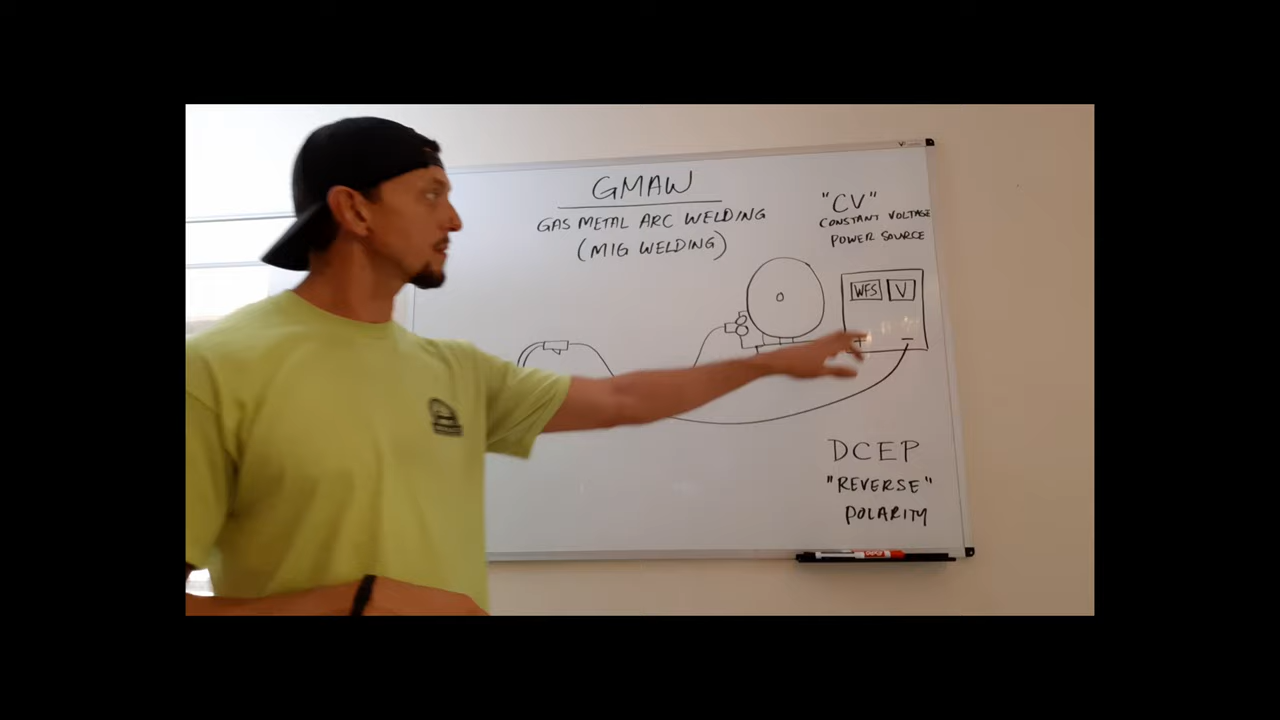 GMAW
GAS METAL ARC WELDING
(MIG WELDING)
"CV"
CONSTANT VOLTAGE
POWER SOURCE
WFS V
+ −
DCEP
"REVERSE"
POLARITY